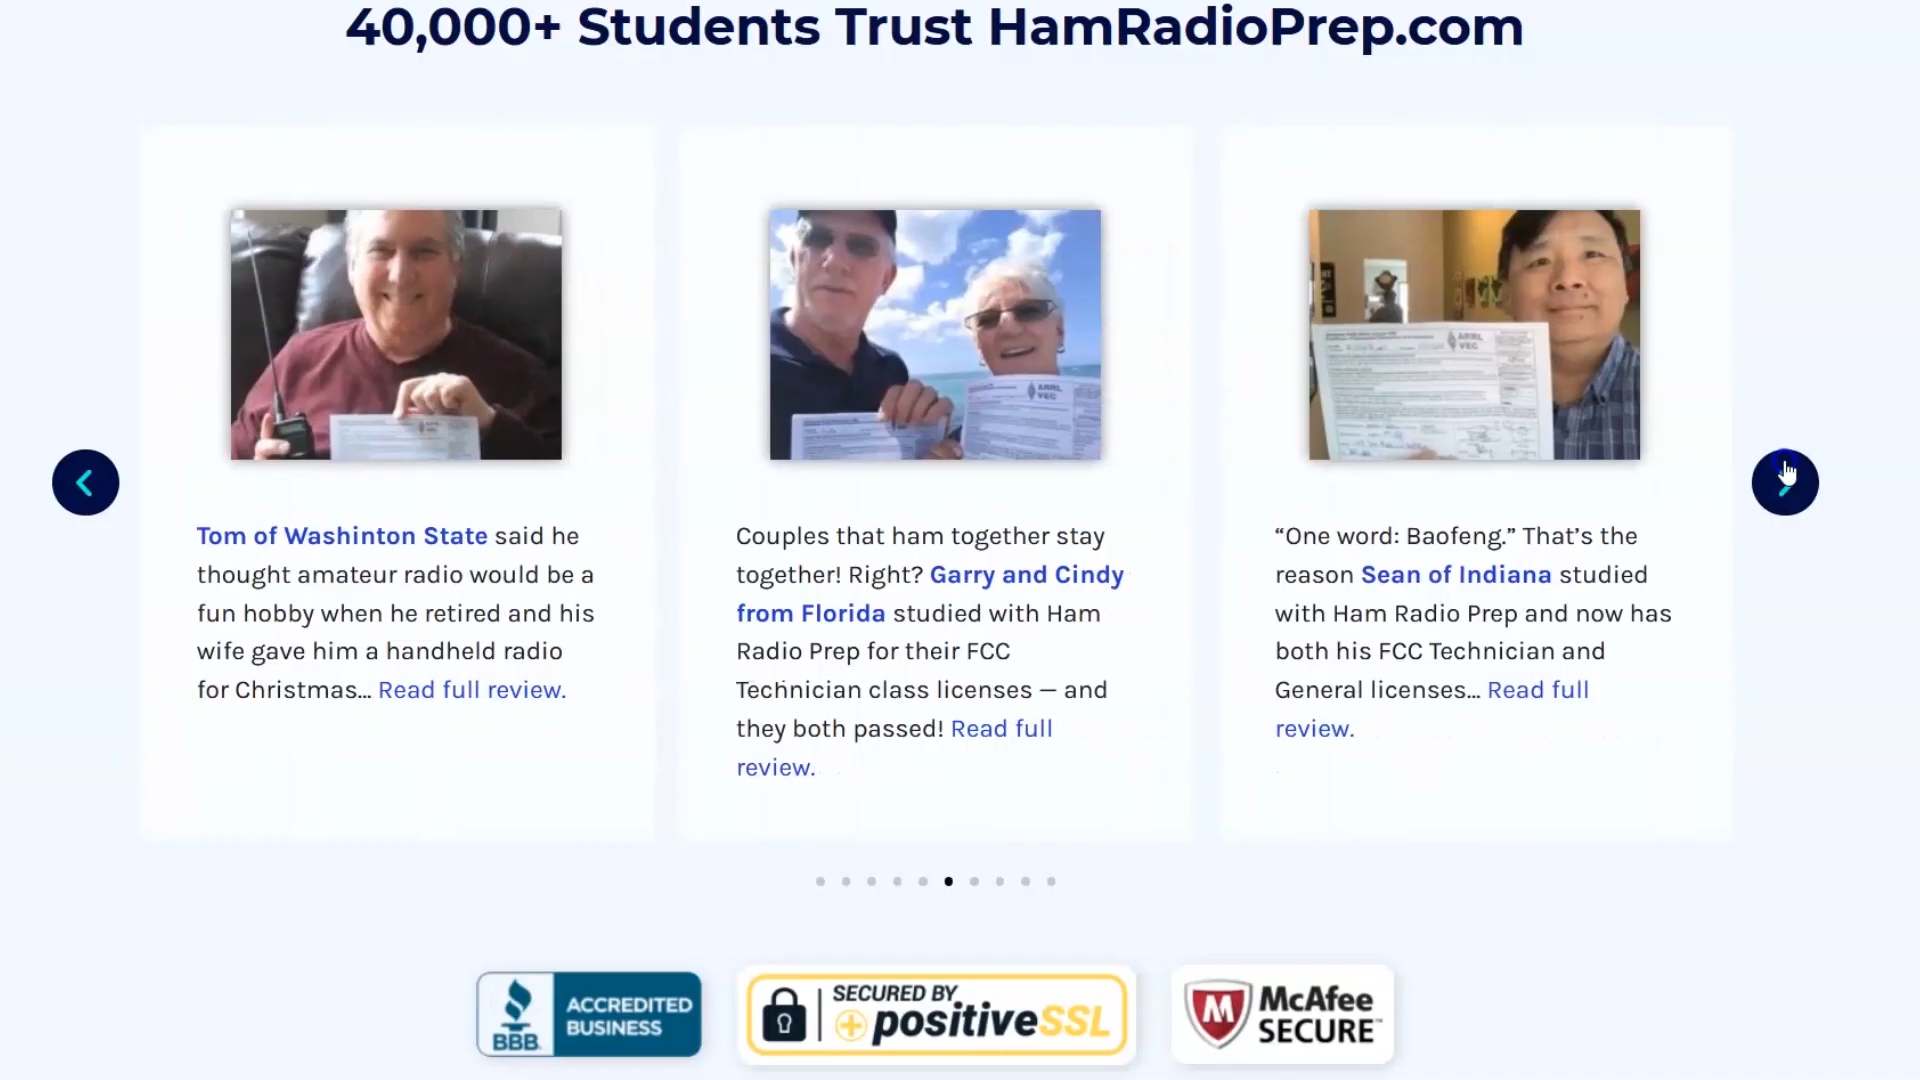 40,000+ Students Trust HamRadioPrep.com
ARRL
VEC
ARRL
VEC
Tom of Washinton State said he
thought amateur radio would be a
fun hobby when he retired and his
wife gave him a handheld radio
for Christmas... Read full review.
Couples that ham together stay
together! Right? Garry and Cindy
from Florida studied with Ham
Radio Prep for their FCC
Technician class licenses — and
they both passed! Read full
review.
“One word: Baofeng.” That’s the
reason Sean of Indiana studied
with Ham Radio Prep and now has
both his FCC Technician and
General licenses... Read full
review.
BBB
ACCREDITED
BUSINESS
SECURED BY
positiveSSL
McAfee
SECURE™